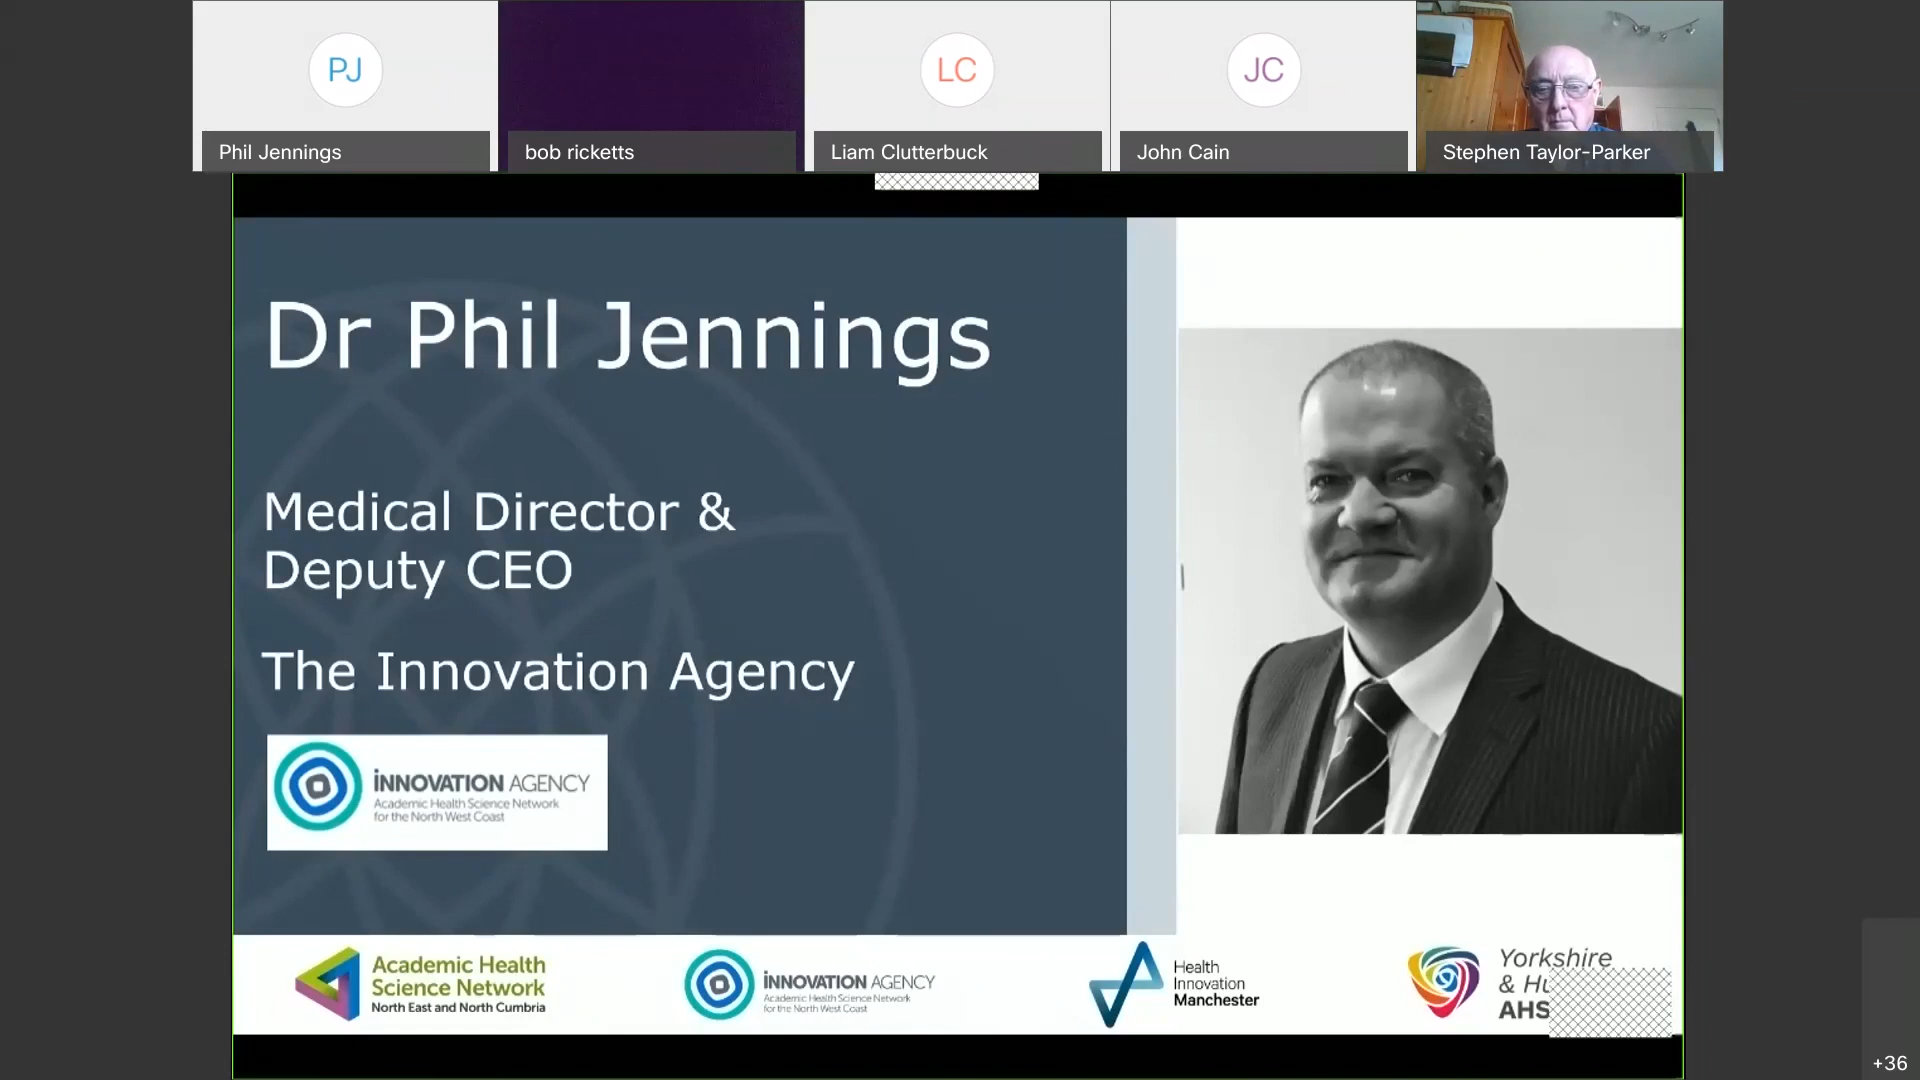 PJ
LC
JC
Phil Jennings
bob ricketts
Liam Clutterbuck
John Cain
Stephen Taylor-Parker
Dr Phil Jennings
Medical Director &
Deputy CEO
The Innovation Agency
iNNOVATION AGENCY
Academic Health Science Network
for the North West Coast
Academic Health
Science Network
North East and North Cumbria
iNNOVATION AGENCY
Academic Health Science Network
for the North West Coast
Health
Innovation
Manchester
Yorkshire
&
+36